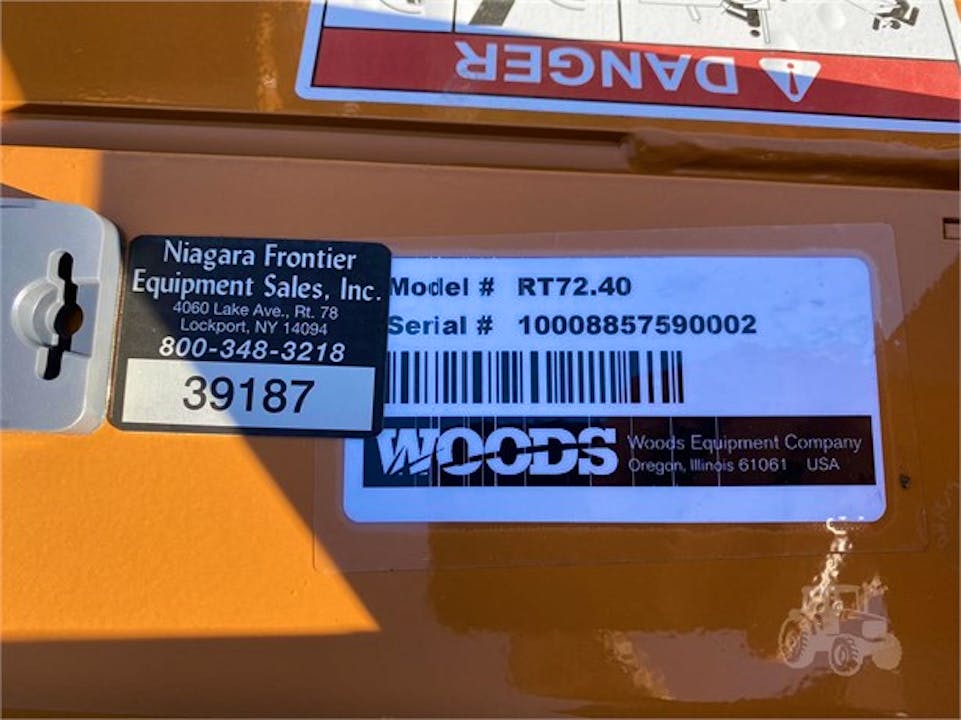 DANGER
Niagara Frontier
Equipment Sales, Inc.
4060 Lake Ave., Rt. 78
Lockport, NY 14094
800-348-3218
39187
Model # RT72.40
Serial # 10008857590002
WOODS
Woods Equipment Company
Oregon, Illinois 61061 USA